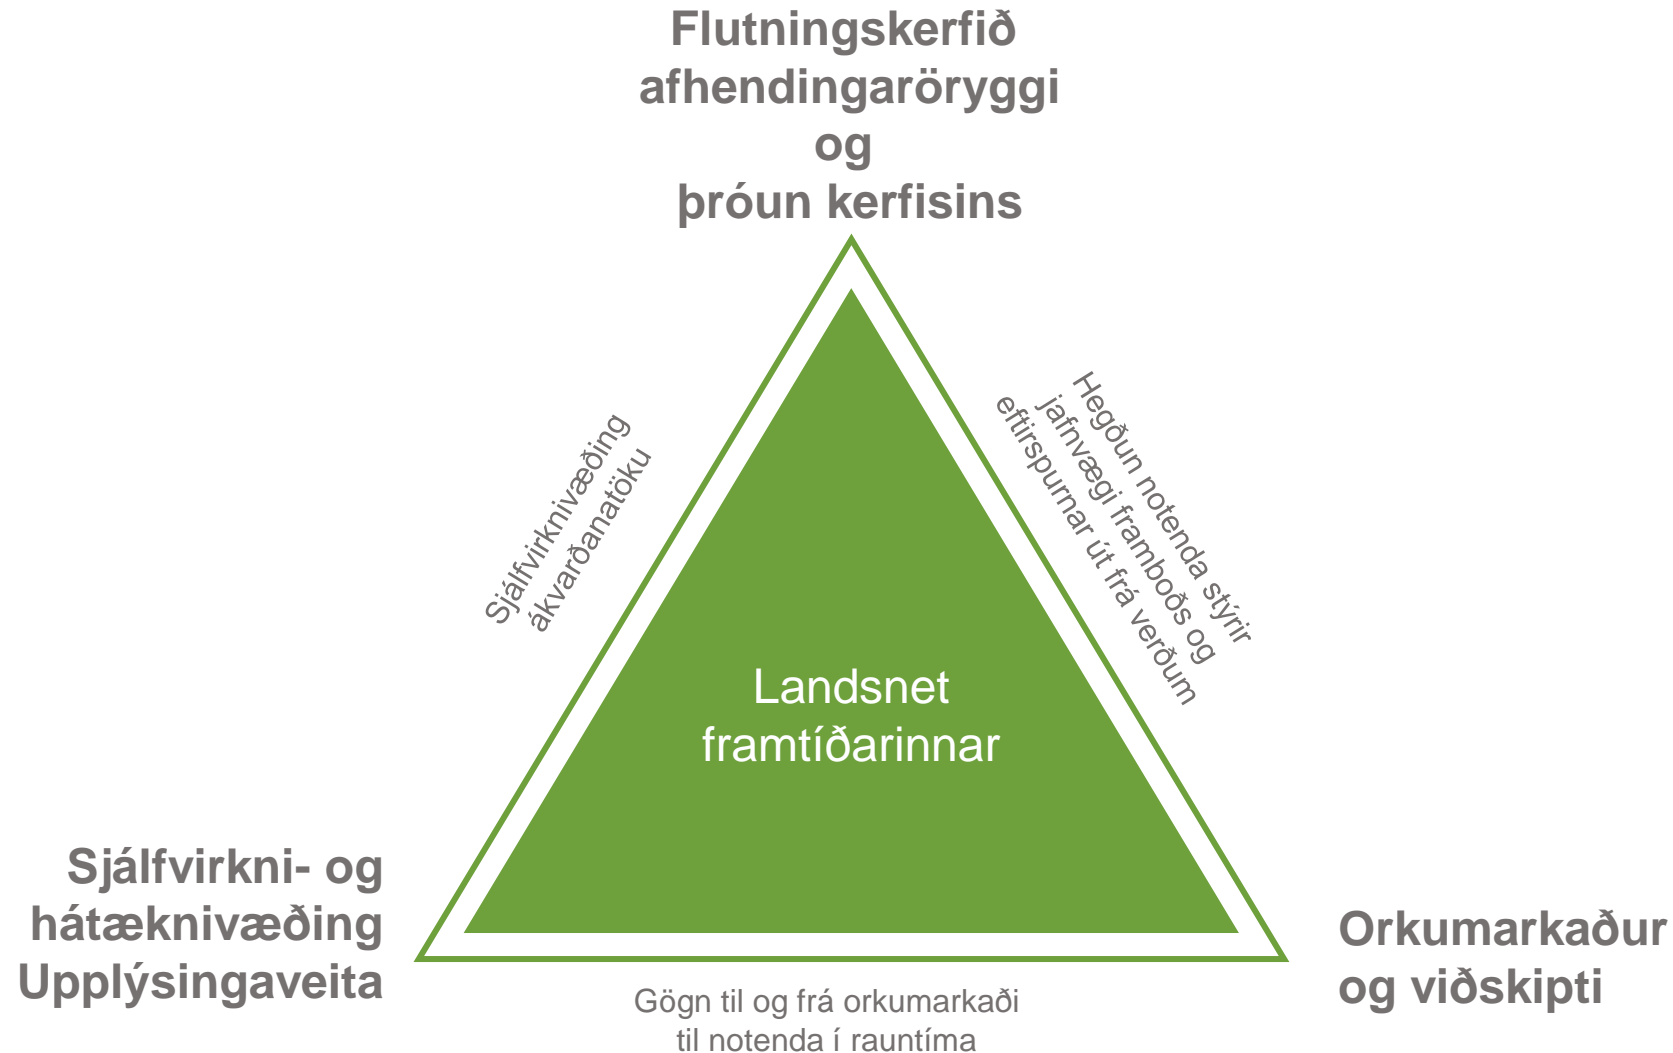 Flutningskerfið
afhendingaröryggi
og
þróun kerfisins
Sjálfvirknivæðing
ákvarðanatöku
Hegðun notenda stýrir
jafnvægi framboðs og
eftirspurnar út frá verðum
Landsnet
framtíðarinnar
Sjálfvirkni- og
hátæknivæðing
Upplýsingaveita
Orkumarkaður
og viðskipti
Gögn til og frá orkumarkaði
til notenda í rauntíma